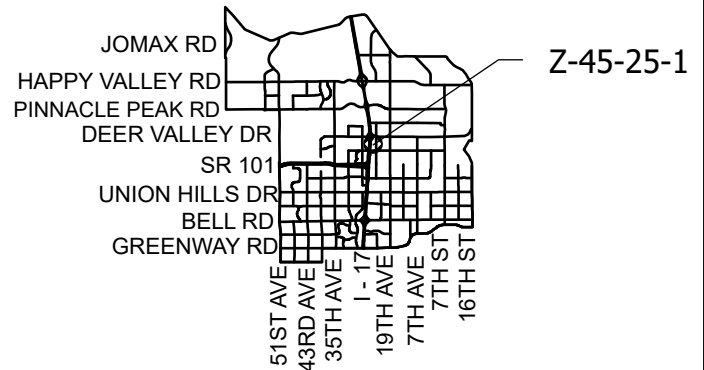 JOMAX RD
Z-45-25-1
HAPPY VALLEY RD
PINNACLE PEAK RD
DEER VALLEY DR
SR 101
UNION HILLS DR
BELL RD
GREENWAY RD
51ST AVE
43RD AVE
35TH AVE
I - 17
19TH AVE
7TH AVE
7TH ST
16TH ST